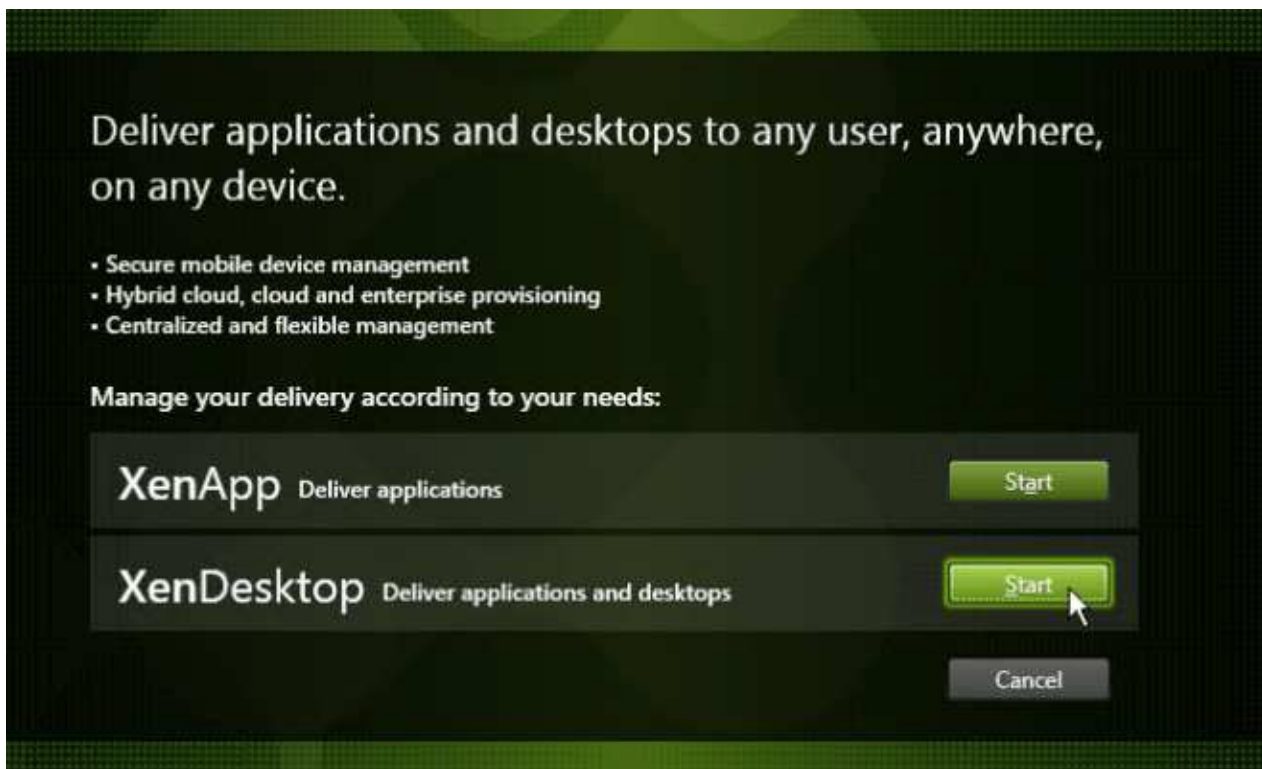 Deliver applications and desktops to any user, anywhere,
on any device.
▪ Secure mobile device management
▪ Hybrid cloud, cloud and enterprise provisioning
▪ Centralized and flexible management
Manage your delivery according to your needs:
XenApp Deliver applications Start
XenDesktop Deliver applications and desktops Start
Cancel